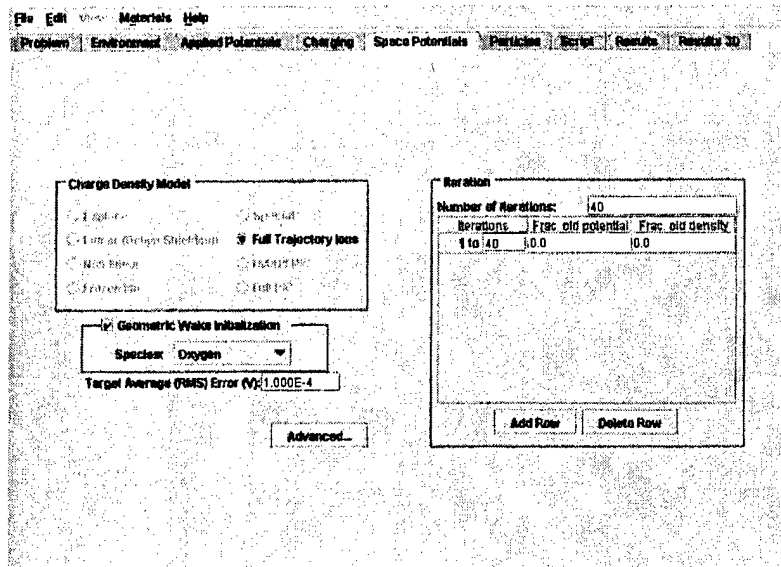 File Edit View Materials Help
Problem Environment Applied Potentials Charging Space Potentials Particles Script Results Results 3D
Charge Density Model
Full Trajectory Ions
Geometric Wake Initialization
Species: Oxygen
Target Average (RMS) Error (V): 1.000E-4
Advanced...
Iteration
Number of Iterations: 40
Iterations Frac. old potential Frac. old density
1 to 40 0.0 0.0
Add Row Delete Row